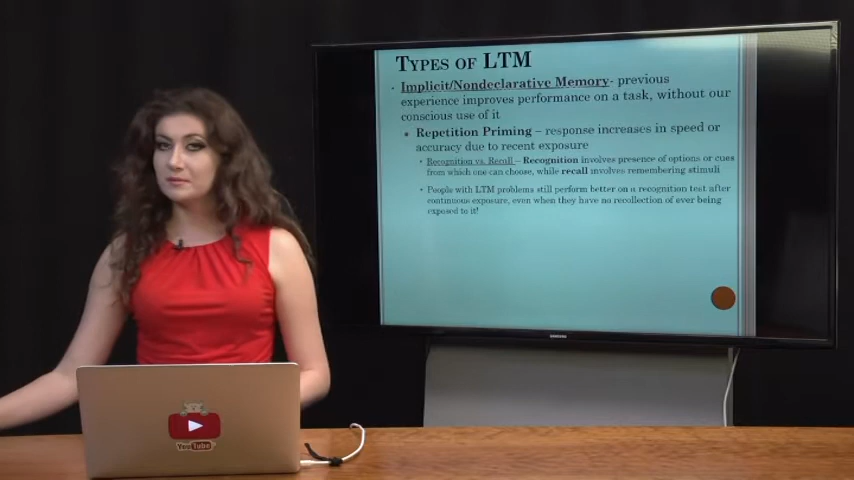 TYPES OF LTM
Implicit/Nondeclarative Memory- previous
experience improves performance on a task, without our
conscious use of it
Repetition Priming – response increases in speed or
accuracy due to recent exposure
Recognition vs. Recall – Recognition involves presence of options or cues
from which one can choose, while recall involves remembering stimuli
People with LTM problems still perform better on a recognition test after
continuous exposure, even when they have no recollection of ever being
exposed to it!
SAMSUNG
YouTube